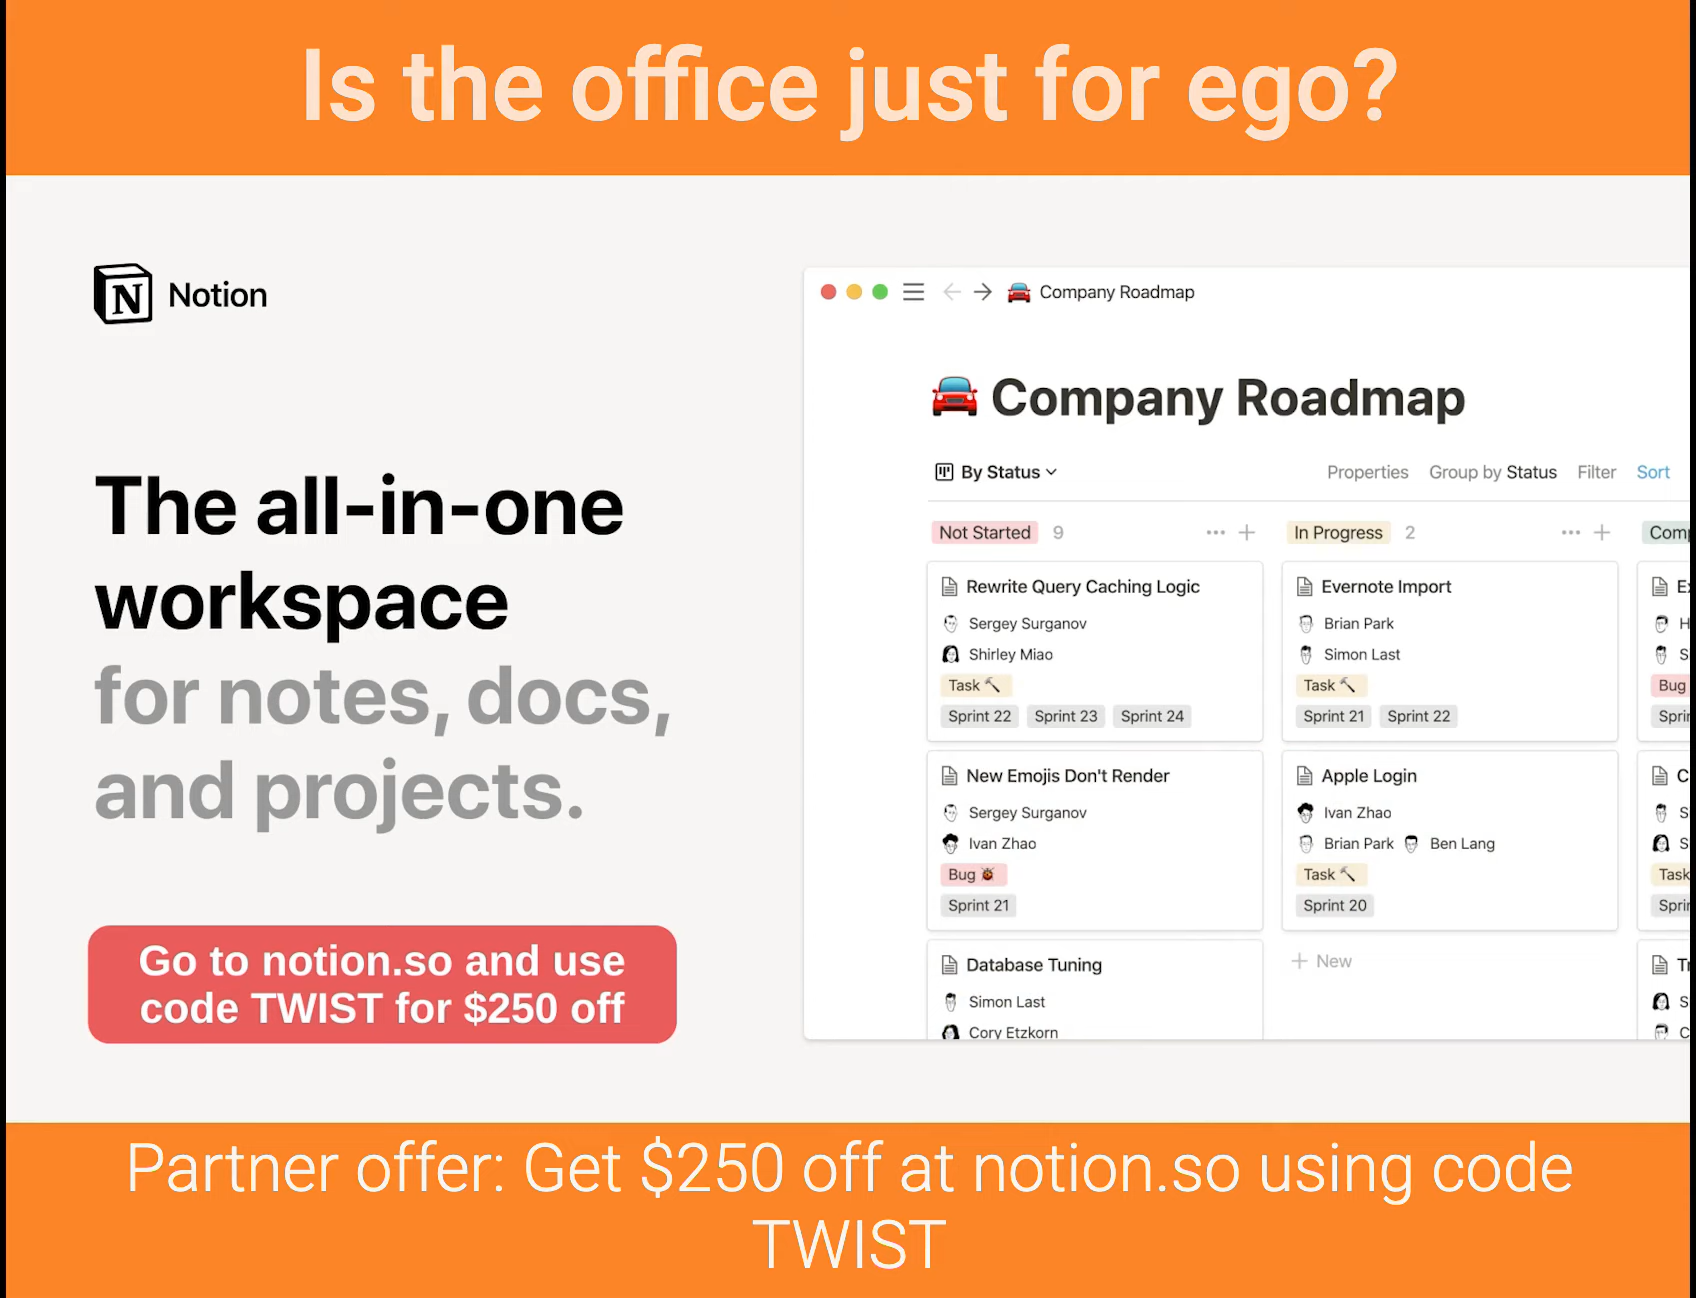 Is the office just for ego?
Notion
The all-in-one
workspace
for notes, docs,
and projects.
Go to notion.so and use
code TWIST for $250 off
Company Roadmap
Company Roadmap
By Status
Properties Group by Status Filter Sort
Not Started 9
Rewrite Query Caching Logic
Sergey Surganov
Shirley Miao
Task
Sprint 22 Sprint 23 Sprint 24
New Emojis Don't Render
Sergey Surganov
Ivan Zhao
Bug
Sprint 21
Database Tuning
Simon Last
Cory Etzkorn
In Progress 2
Evernote Import
Brian Park
Simon Last
Task
Sprint 21 Sprint 22
Apple Login
Ivan Zhao
Brian Park Ben Lang
Task
Sprint 20
New
Bug
Task
Partner offer: Get $250 off at notion.so using code
TWIST